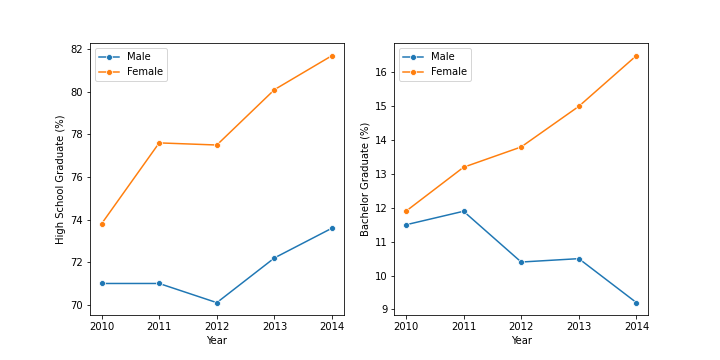 High School Graduate (%)
82
80
78
76
74
72
70
Male
Female
2010 2011 2012 2013 2014
Year
Bachelor Graduate (%)
16
15
14
13
12
11
10
9
Male
Female
2010 2011 2012 2013 2014
Year